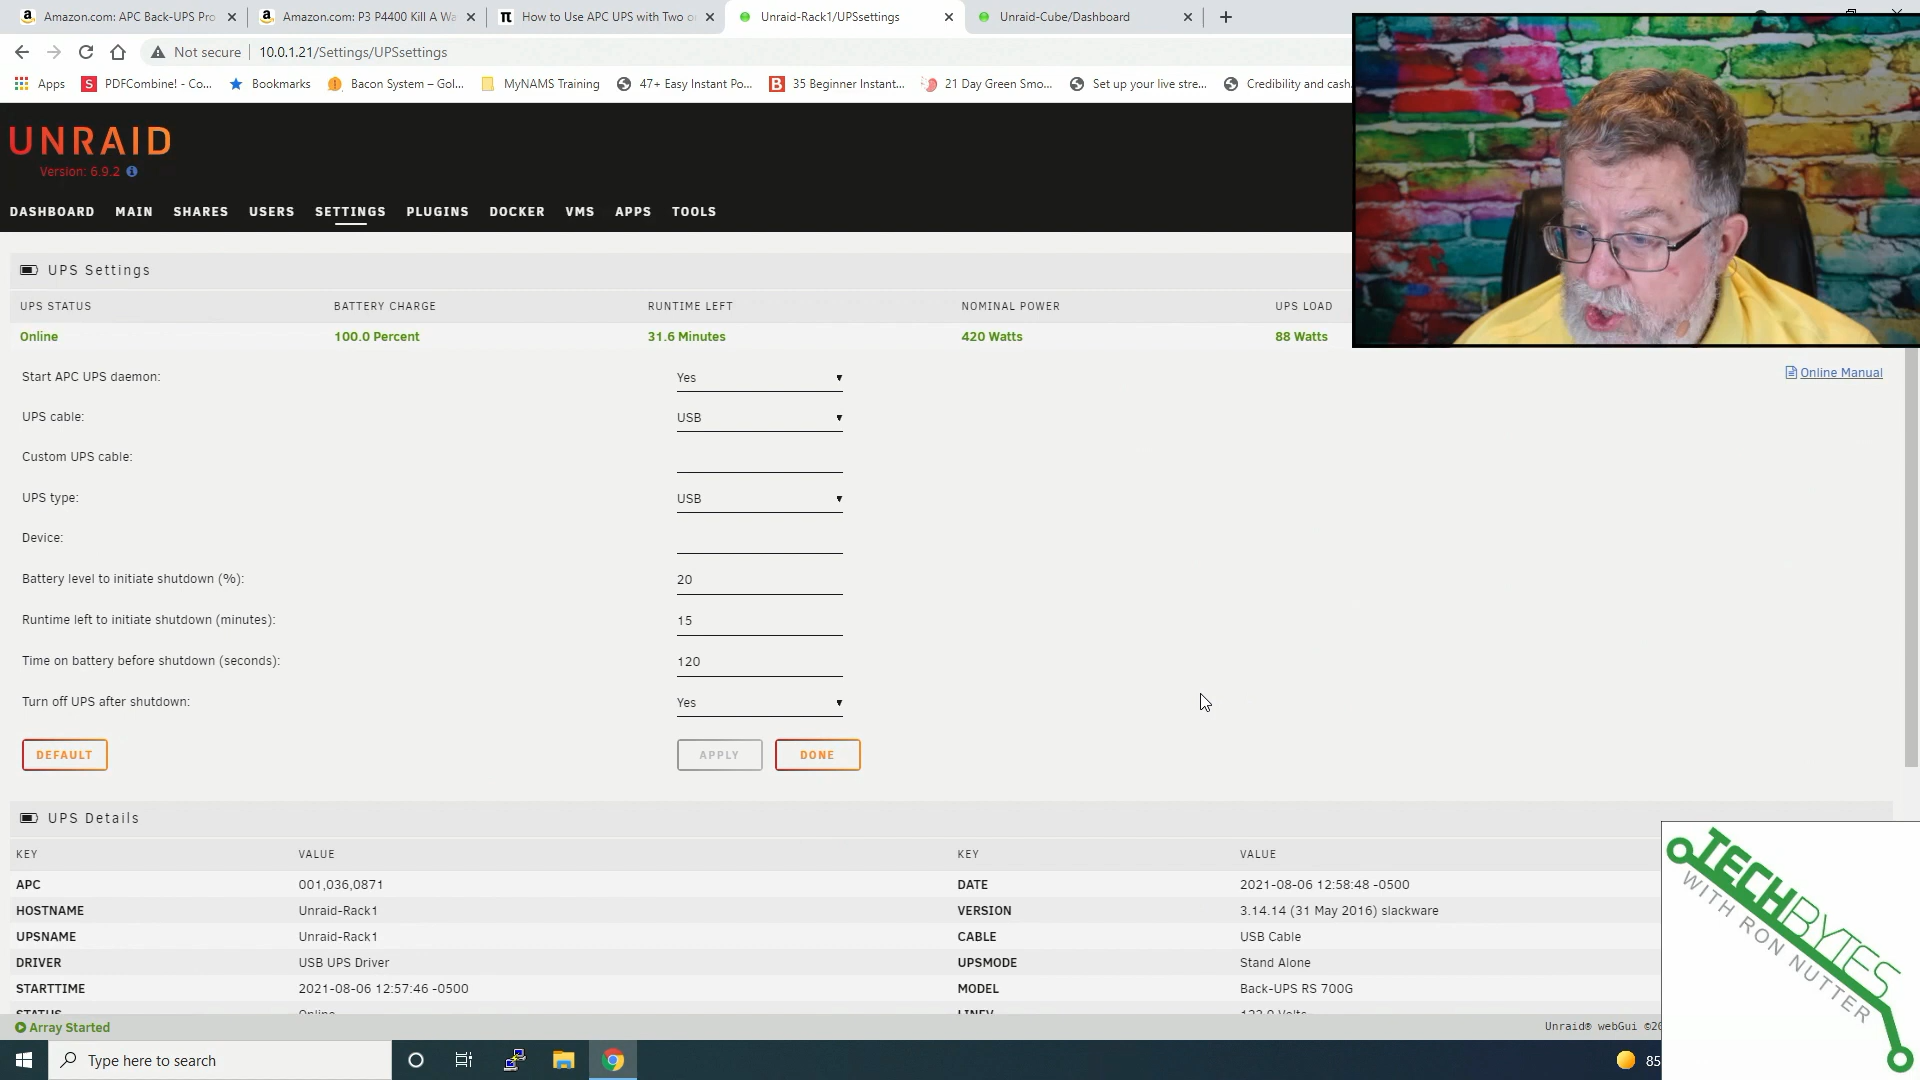 Amazon.com: APC Back-UPS Pro
Amazon.com: P3 P4400 Kill A Wa
How to Use APC UPS with Two o
Unraid-Rack1/UPSsettings
Unraid-Cube/Dashboard
Not secure 10.0.1.21/Settings/UPSsettings
Apps
PDFCombine! - Co...
Bookmarks
Bacon System – Gol...
MyNAMS Training
47+ Easy Instant Po...
35 Beginner Instant...
21 Day Green Smo...
Set up your live stre...
Credibility and cash
UNRAID
Version: 6.9.2
DASHBOARD MAIN SHARES USERS SETTINGS PLUGINS DOCKER VMS APPS TOOLS
UPS Settings
UPS STATUS BATTERY CHARGE RUNTIME LEFT NOMINAL POWER UPS LOAD
Online 100.0 Percent 31.6 Minutes 420 Watts 88 Watts
Online Manual
Start APC UPS daemon: Yes
UPS cable: USB
Custom UPS cable:
UPS type: USB
Device:
Battery level to initiate shutdown (%): 20
Runtime left to initiate shutdown (minutes): 15
Time on battery before shutdown (seconds): 120
Turn off UPS after shutdown: Yes
DEFAULT APPLY DONE
UPS Details
KEY VALUE KEY VALUE
APC 001,036,0871 DATE 2021-08-06 12:58:48 -0500
HOSTNAME Unraid-Rack1 VERSION 3.14.14 (31 May 2016) slackware
UPSNAME Unraid-Rack1 CABLE USB Cable
DRIVER USB UPS Driver UPSMODE Stand Alone
STARTTIME 2021-08-06 12:57:46 -0500 MODEL Back-UPS RS 700G
STATUS Online LINEV 122.0 Volts
Array Started
Unraid® webGui ©20
Type here to search
85
TECHBYTES
WITH RON NUTTER